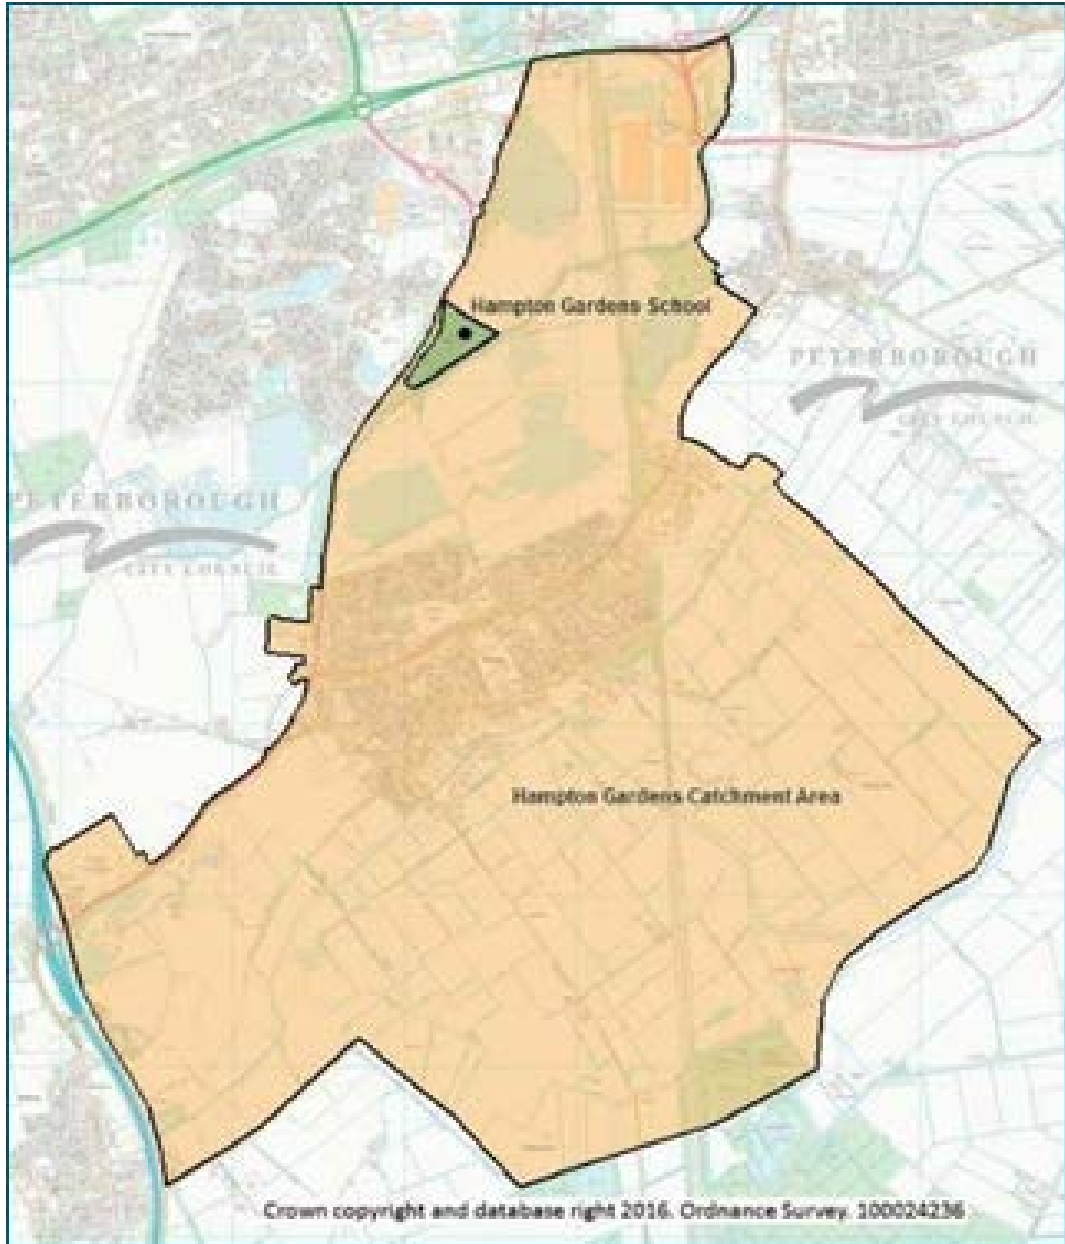 Hampton Gardens School
PETERBOROUGH
CITY COUNCIL
PETERBOROUGH
CITY COUNCIL
Hampton Gardens Catchment Area
Crown copyright and database right 2016. Ordnance Survey. 100024236